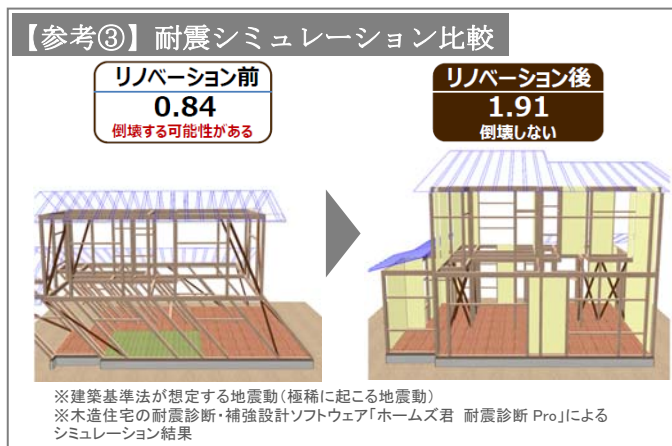 【参考③】耐震シミュレーション比較
リノベーション前
0.84
倒壊する可能性がある
リノベーション後
1.91
倒壊しない
※建築基準法が想定する地震動(極稀に起こる地震動)
※木造住宅の耐震診断・補強設計ソフトウェア「ホームズ君 耐震診断 Pro」による
シミュレーション結果